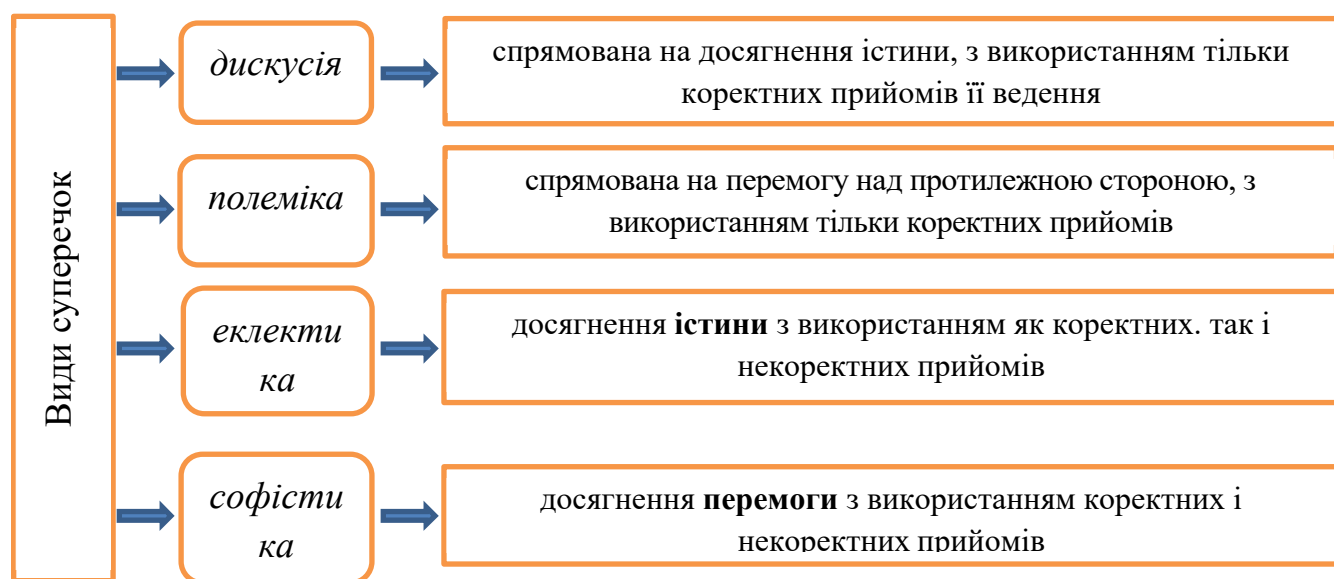 Види суперечок
дискусія
спрямована на досягнення істини, з використанням тільки
коректних прийомів її ведення
полеміка
спрямована на перемогу над протилежною стороною, з
використанням тільки коректних прийомів
еклекти
ка
досягнення істини з використанням як коректних. так і
некоректних прийомів
софісти
ка
досягнення перемоги з використанням коректних і
некоректних прийомів